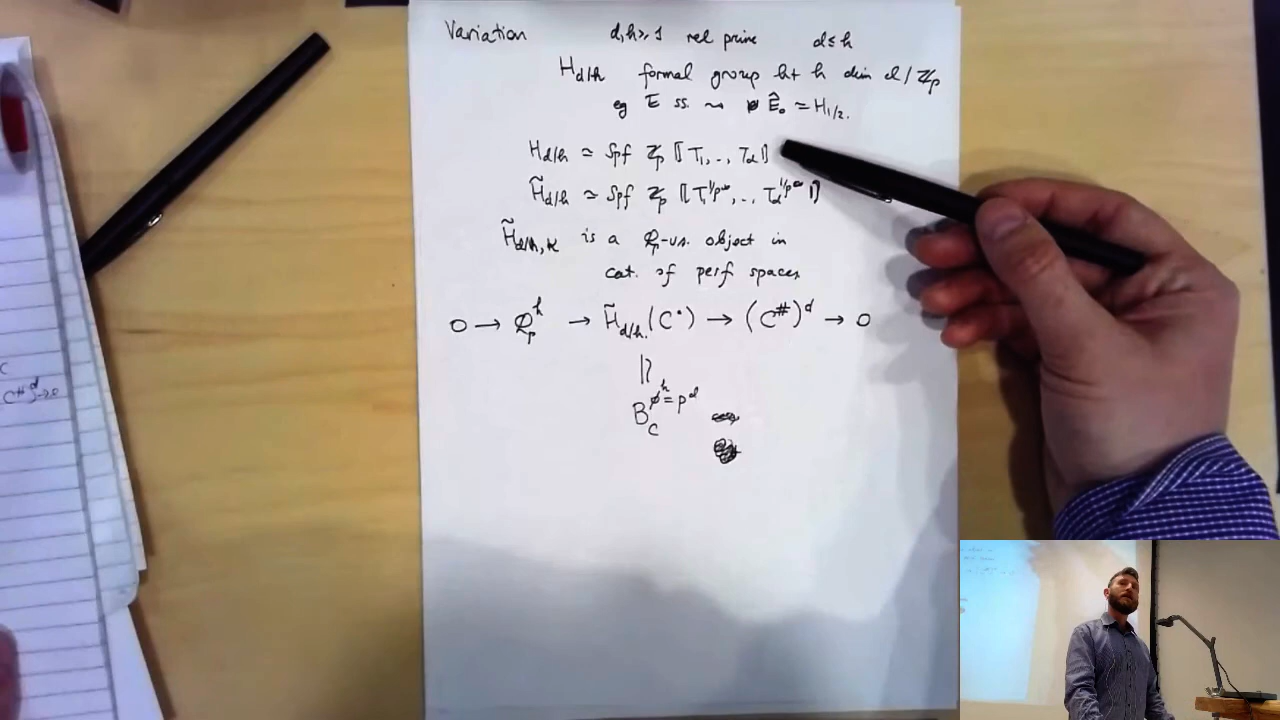 Variation d,h ≥ 1 rel prime d ≤ h
H_{d/h} formal group ht h dim d / Z_p
eg E ss. ⇝ Ê_0 = H_{1/2}.
H_{d/h} ≃ Spf Z_p ⟦T_1, .., T_d⟧
H̃_{d/h} ≃ Spf Z_p ⟦T_1^{1/p^∞}, .., T_d^{1/p^∞}⟧
H̃_{d/h,K} is a Q_p-vs. object in
cat. of perf spaces
0 → Q_p^h → H̃_{d/h}(C°) → (C^#)^d → 0
B_C^{φ^h = p^d}
C^# ^d → 0